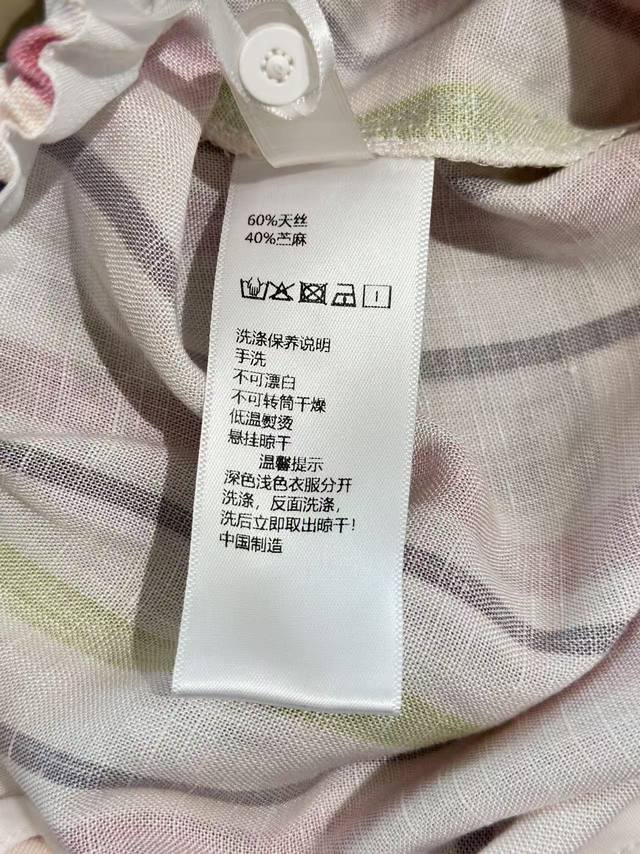 60%天丝
40%苎麻
洗涤保养说明
手洗
不可漂白
不可转筒干燥
低温熨烫
悬挂晾干
温馨提示
深色浅色衣服分开
洗涤，反面洗涤，
洗后立即取出晾干！
中国制造